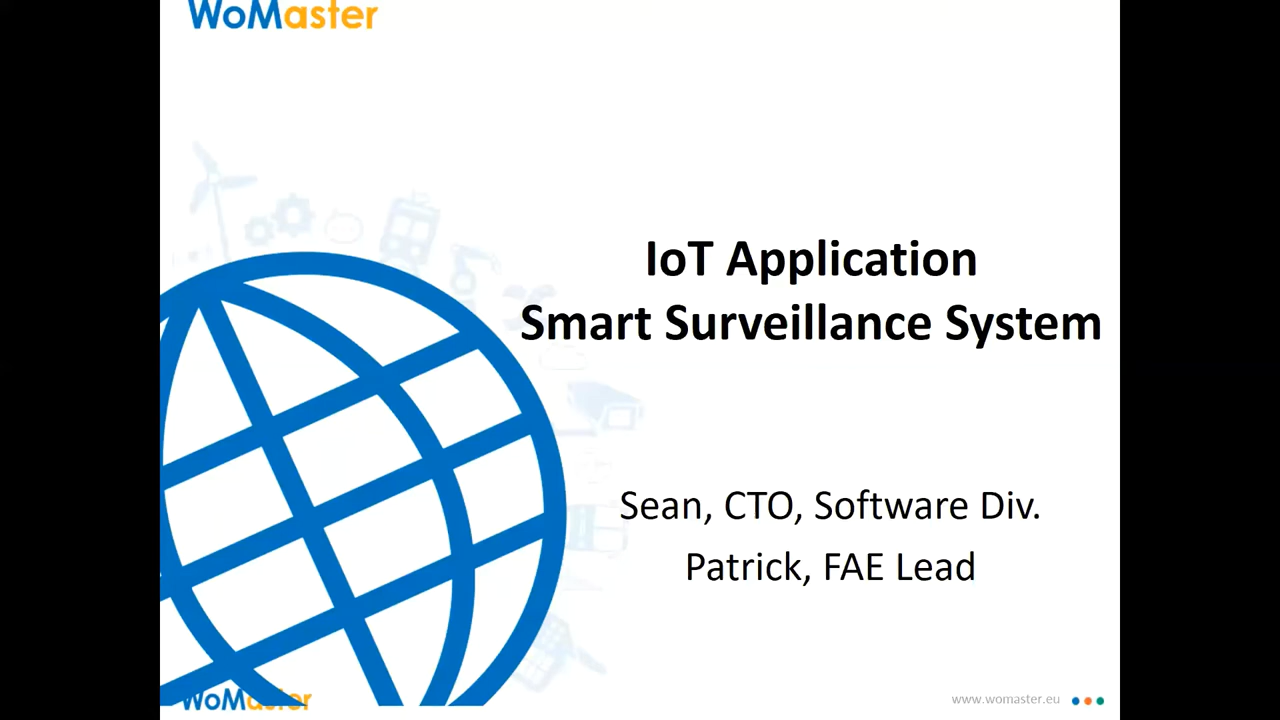 WoMaster
IoT Application
Smart Surveillance System
Sean, CTO, Software Div.
Patrick, FAE Lead
WoMaster
www.womaster.eu